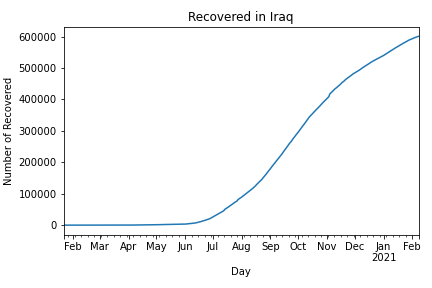 Recovered in Iraq
600000
500000
400000
300000
200000
100000
0
Number of Recovered
Feb Mar Apr May Jun Jul Aug Sep Oct Nov Dec Jan Feb
2021
Day